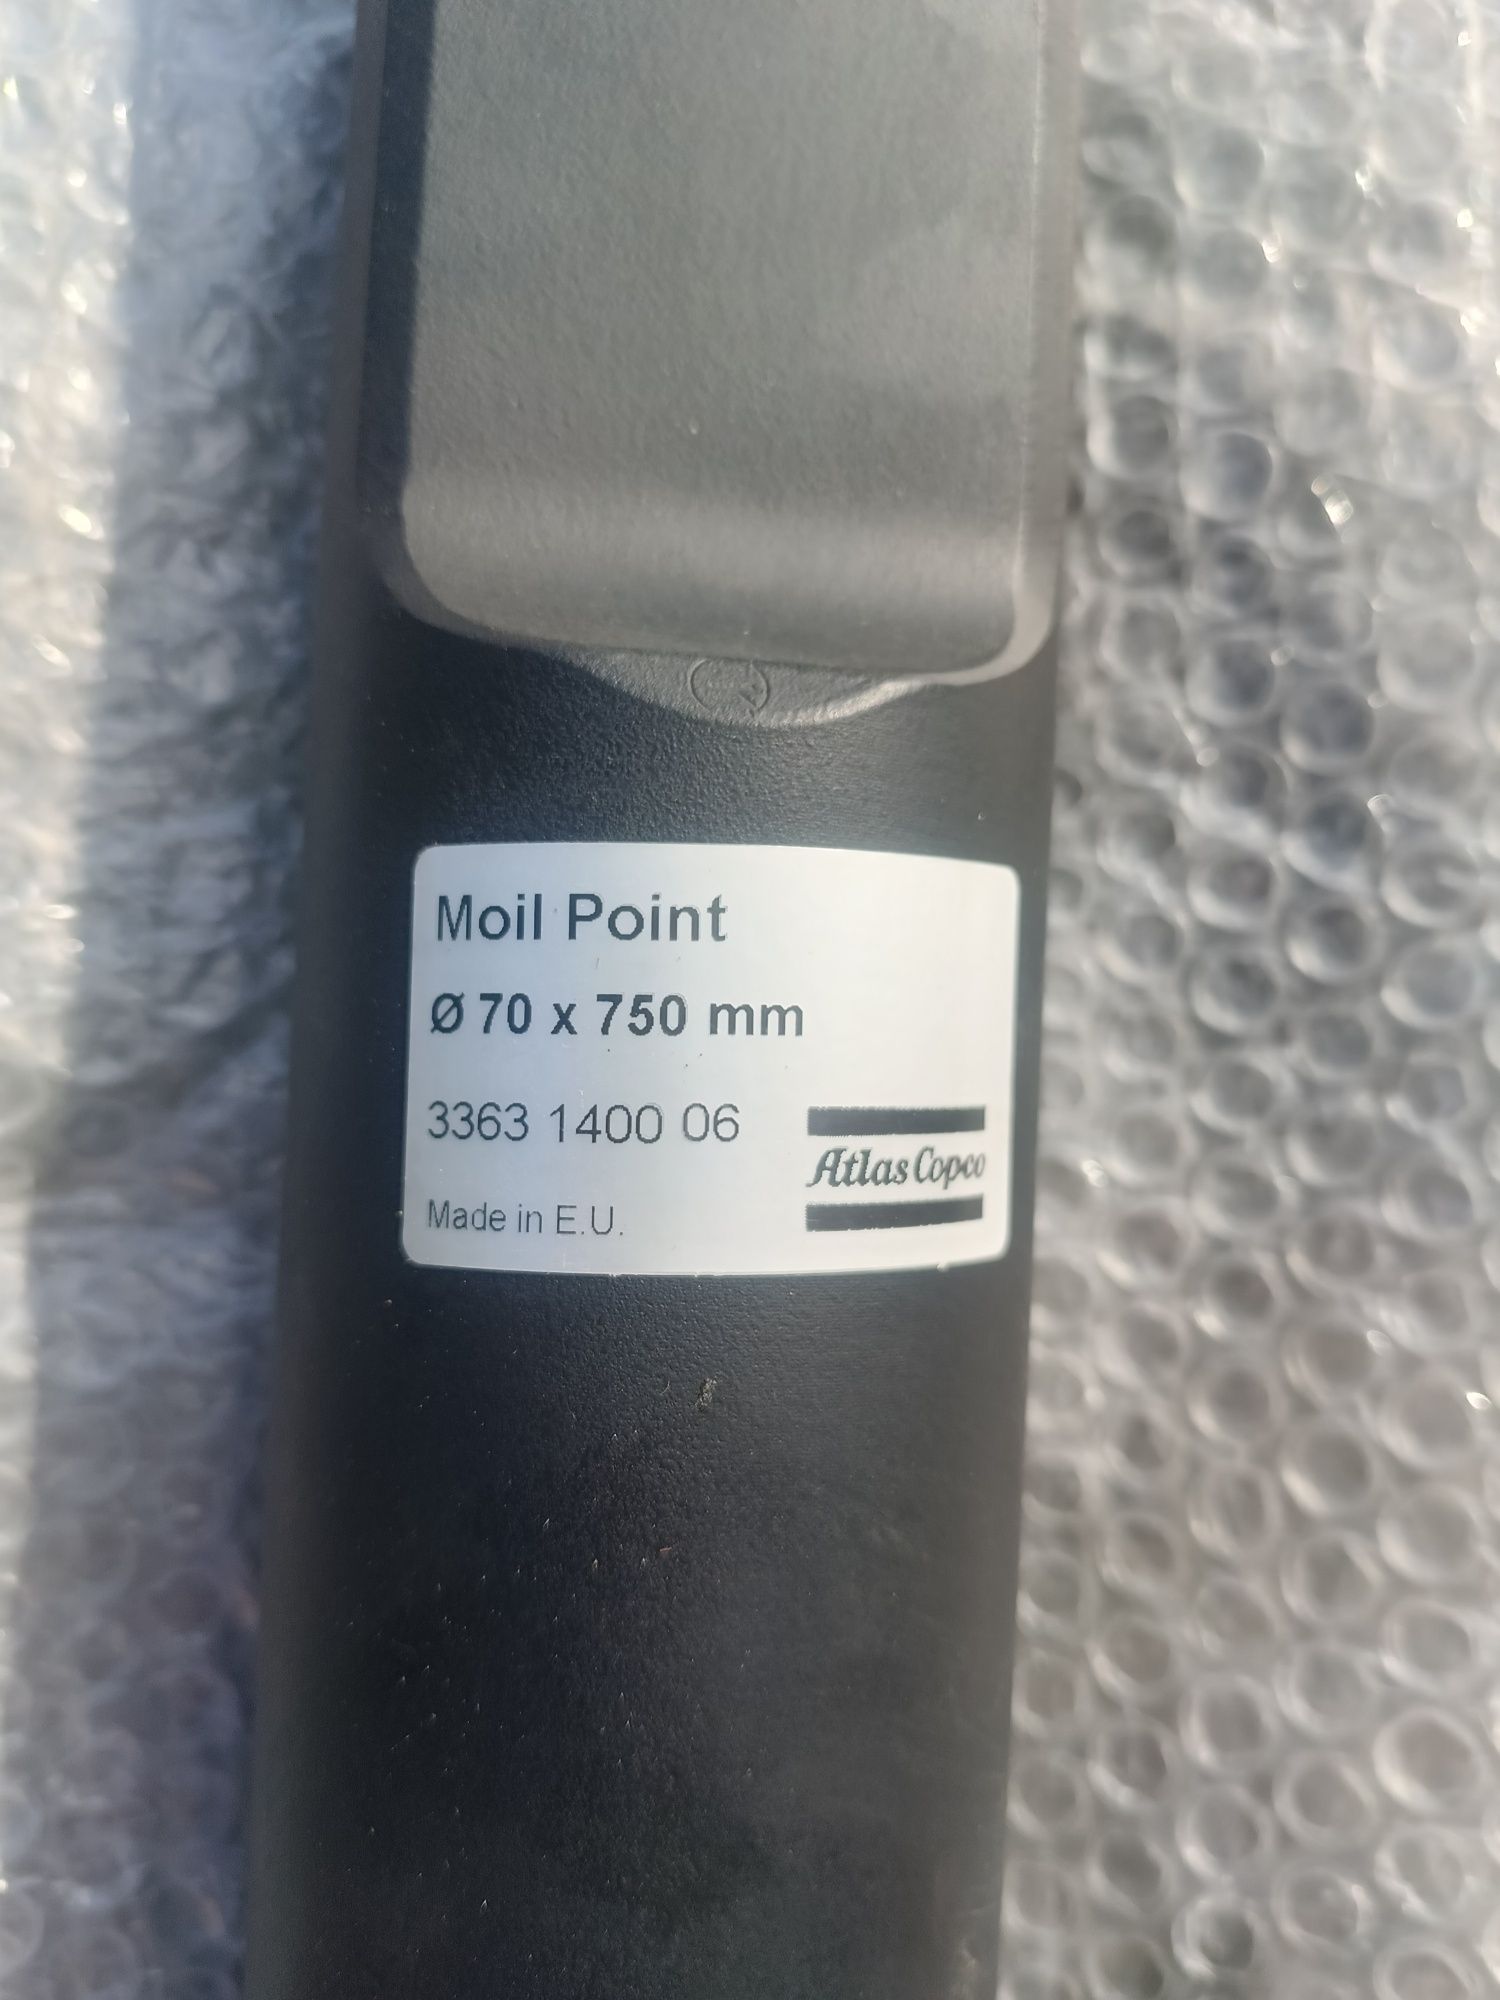 Moil Point
Ø 70 x 750 mm
3363 1400 06
Atlas Copco
Made in E.U.